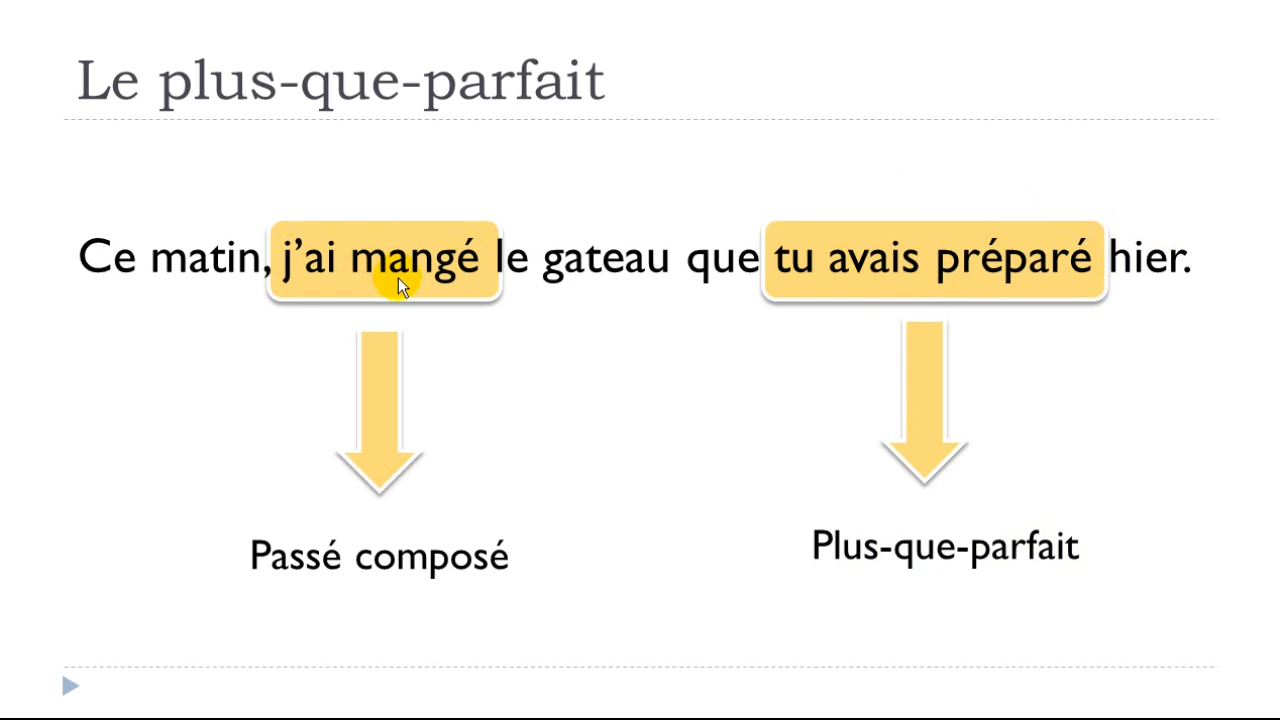 Le plus-que-parfait
Ce matin, j’ai mangé le gateau que tu avais préparé hier.
Passé composé
Plus-que-parfait